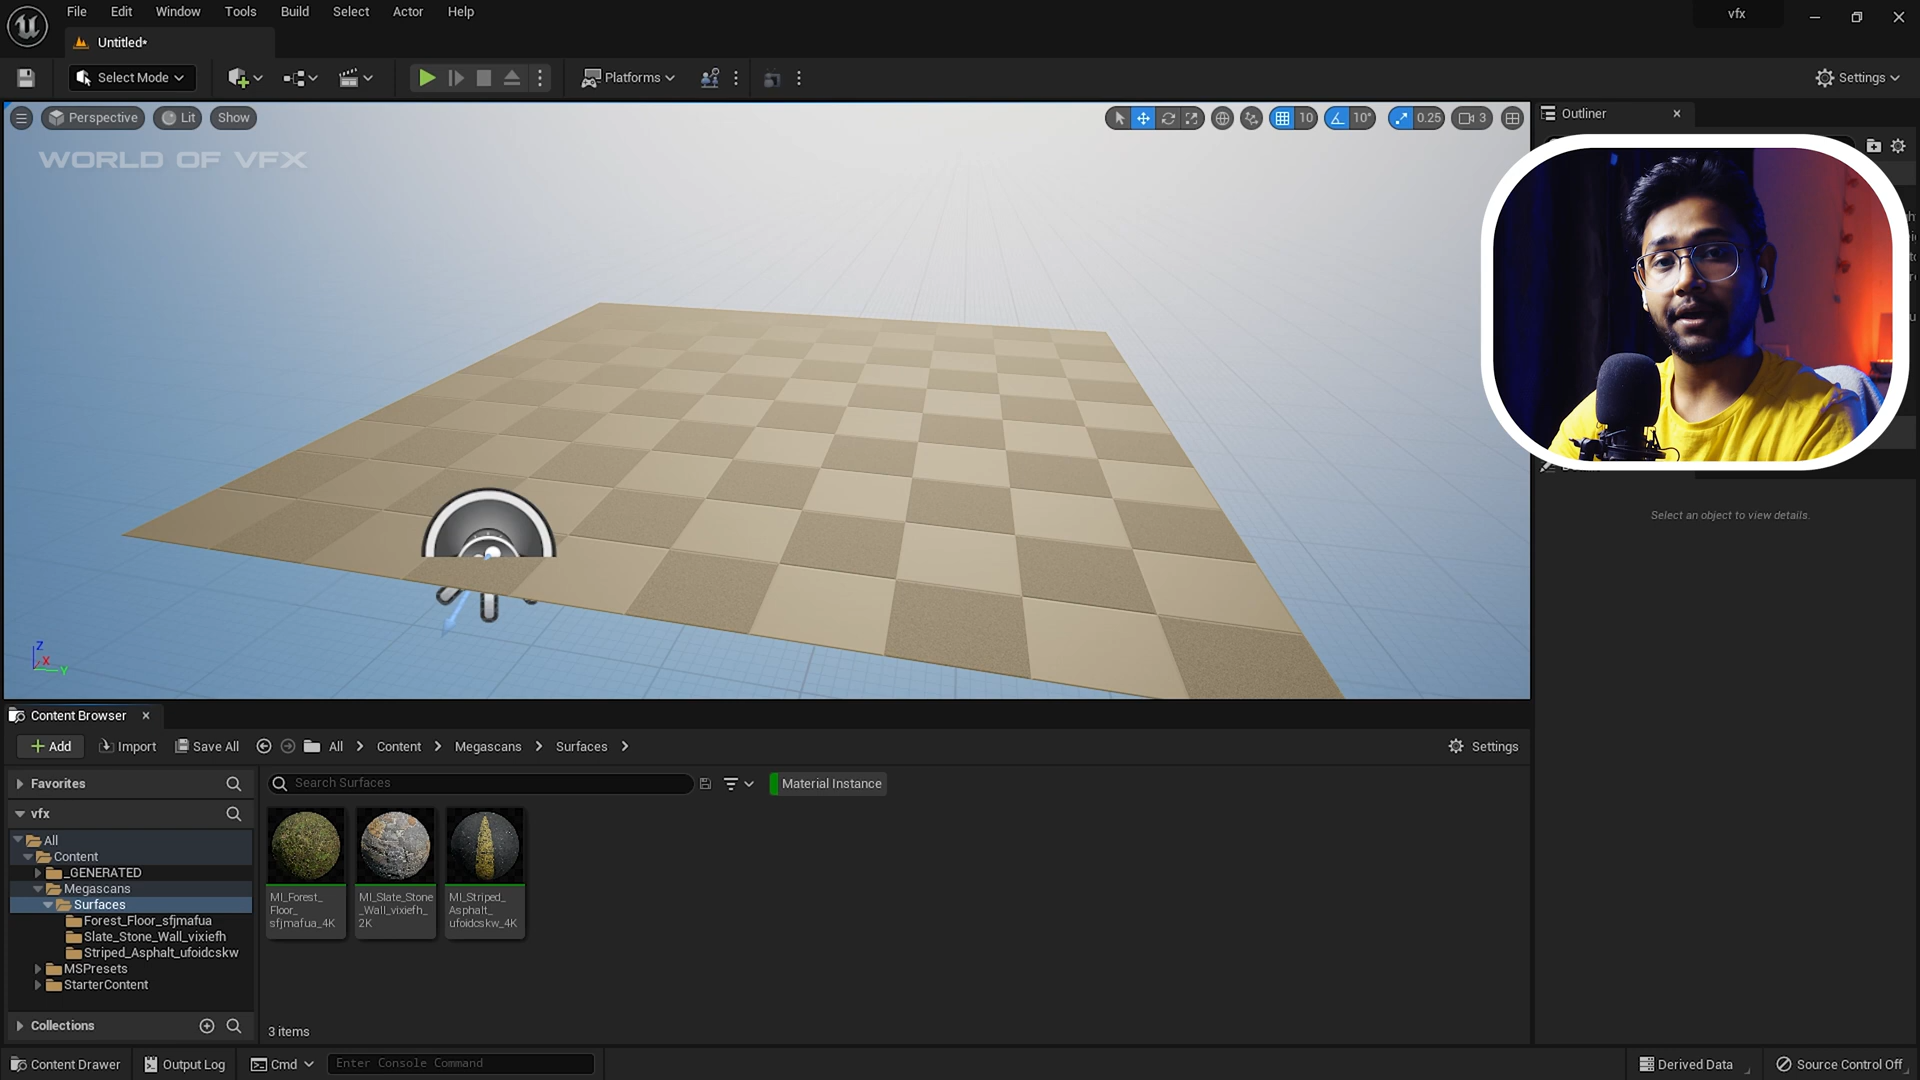 File Edit Window Tools Build Select Actor Help
vfx
Untitled*
Select Mode
Platforms
Settings
Perspective Lit Show
10 10° 0.25 3
Outliner
WORLD OF VFX
Select an object to view details.
Z
X
Y
Content Browser
Add Import Save All All Content Megascans Surfaces
Settings
Favorites
Search Surfaces
Material Instance
vfx
All
Content
_GENERATED
Megascans
Surfaces
Forest_Floor_sfjmafua
Slate_Stone_Wall_vixiefh
Striped_Asphalt_ufoidcskw
MSPresets
StarterContent
MI_Forest_
Floor_
sfjmafua_4K
MI_Slate_Stone
_Wall_vixiefh_
2K
MI_Striped_
Asphalt_
ufoidcskw_4K
Collections
3 items
Content Drawer Output Log Cmd Enter Console Command
Derived Data Source Control Off